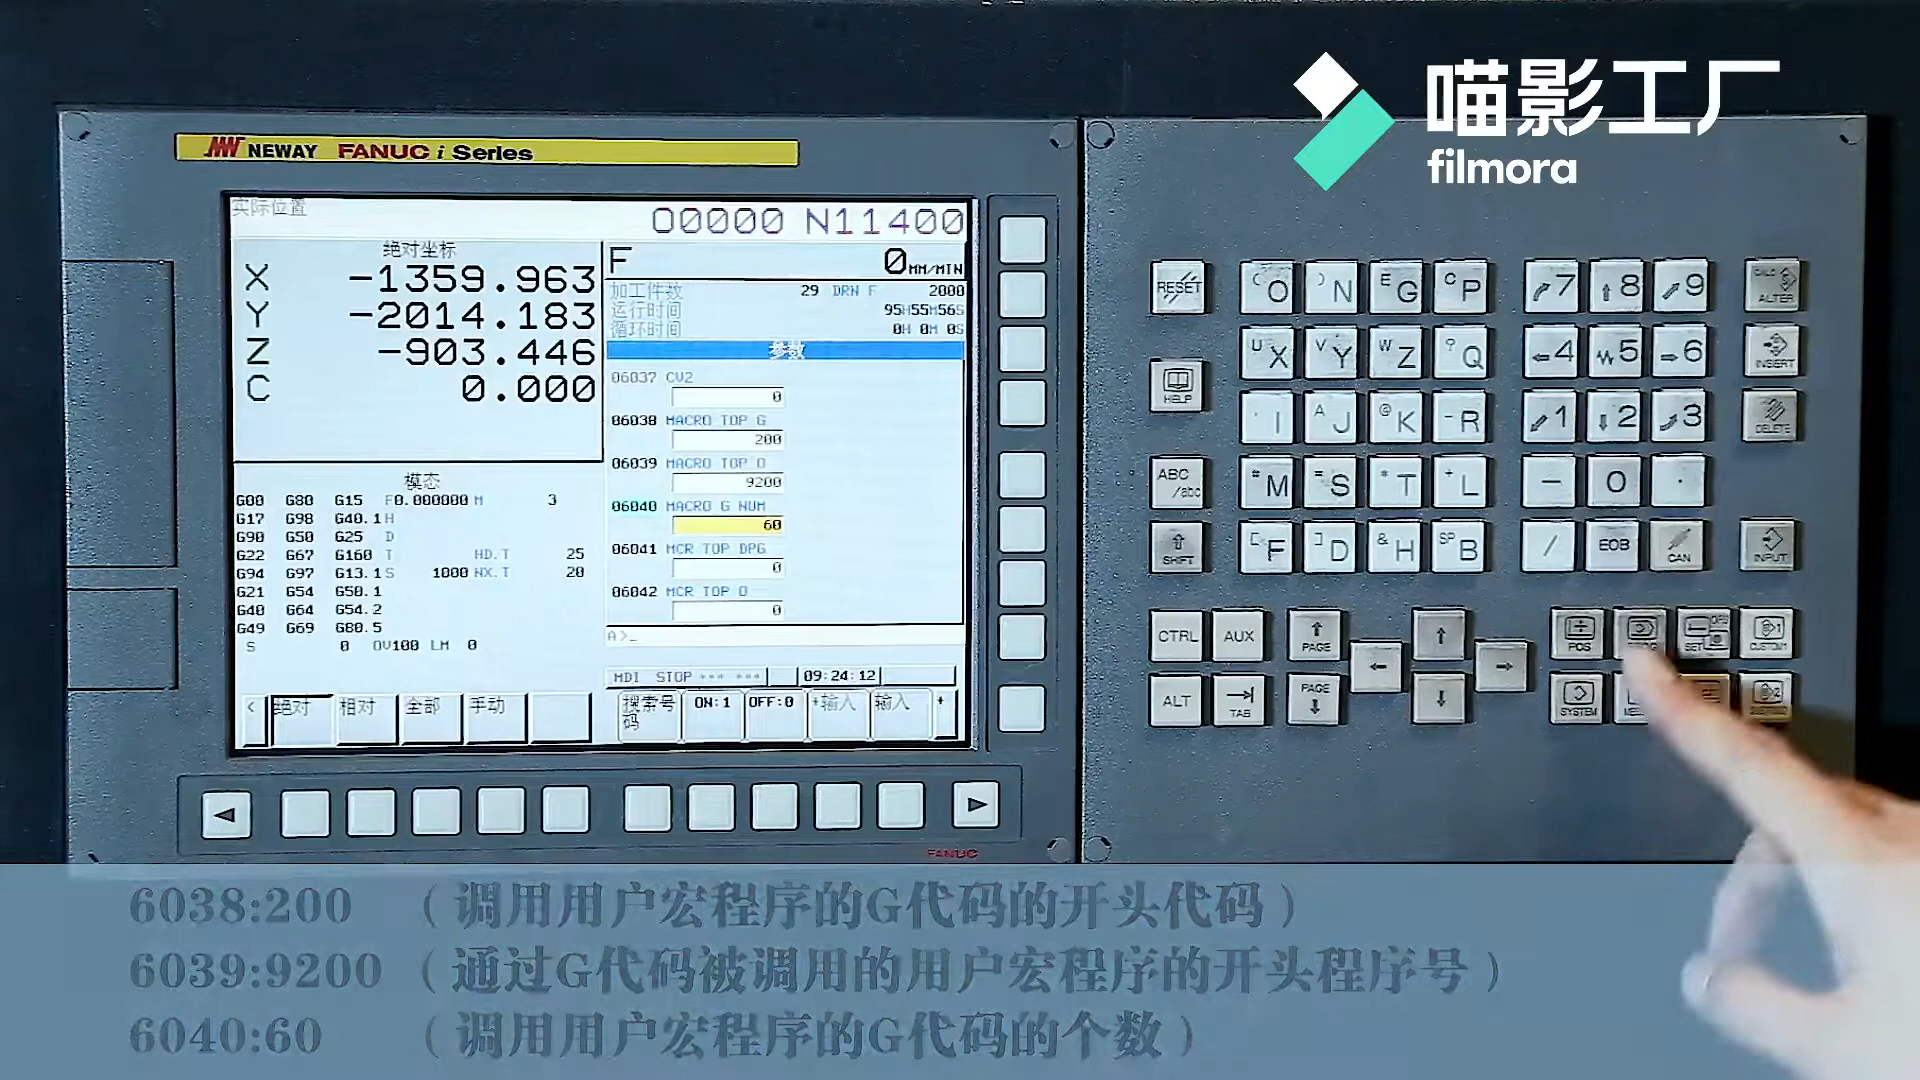 喵影工厂
filmora
NEWAY FANUC i Series
实际位置
O0000 N11400
绝对坐标
X -1359.963
Y -2014.183
Z -903.446
C 0.000
F 0 MM/MIN
加工件数 29 DRN F 2000
运行时间 95H55M56S
循环时间 0H 0M 0S
参数
06037 CV2
0
06038 MACRO TOP G
200
06039 MACRO TOP O
9200
06040 MACRO G NUM
60
06041 MCR TOP DPG
0
06042 MCR TOP O
0
A>_
MDI STOP *** *** 09:24:12
模态
G00 G80 G15 F0.000000 M 3
G17 G98 G40.1 H
G90 G50 G25 D
G22 G67 G160 T HD.T 25
G94 G97 G13.1 S 1000 NX.T 20
G21 G54 G50.1
G40 G64 G54.2
G49 G69 G80.5
S 0 OV100 LM 0
< 绝对 相对 全部 手动
搜索号码 ON:1 OFF:0 +输入 输入 +
FANUC
RESET ( O ) N E G C P 7 8 9 CALC ALTER
HELP U X V Y W Z ? Q 4 5 6 INSERT
I A J @ K - R 1 2 3 DELETE
ABC/abc # M = S * T + L - 0 .
SHIFT [ F ] D & H SP B / EOB CAN INPUT
CTRL AUX PAGE POS SET CUSTOM1
ALT TAB PAGE SYSTEM
6038:200 （调用用户宏程序的G代码的开头代码）
6039:9200 （通过G代码被调用的用户宏程序的开头程序号）
6040:60 （调用用户宏程序的G代码的个数）